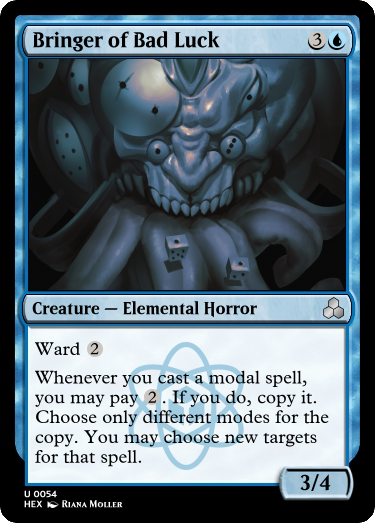 Bringer of Bad Luck 3
Creature — Elemental Horror
Ward 2
Whenever you cast a modal spell,
you may pay 2. If you do, copy it.
Choose only different modes for the
copy. You may choose new targets
for that spell.
3/4
U 0054
HEX Riana Moller